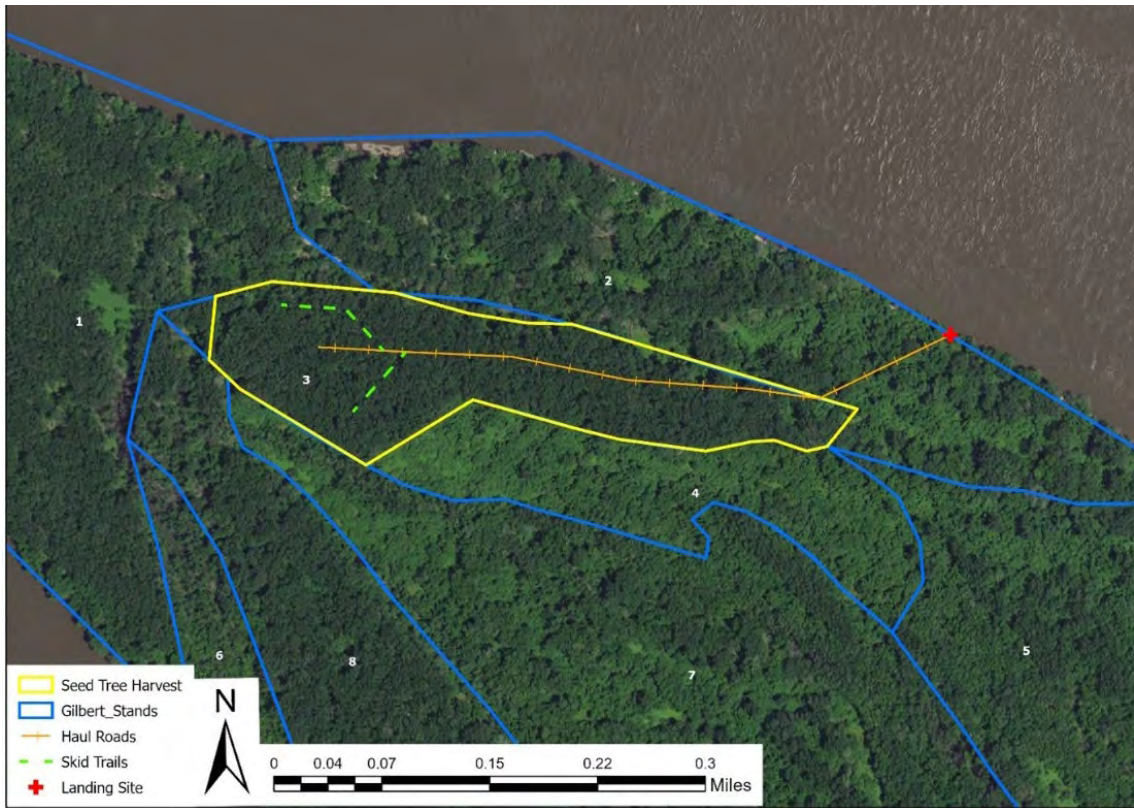 2
1
3
4
5
6
8
7
Seed Tree Harvest
Gilbert_Stands
Haul Roads
Skid Trails
Landing Site
N
0 0.04 0.07 0.15 0.22 0.3
Miles